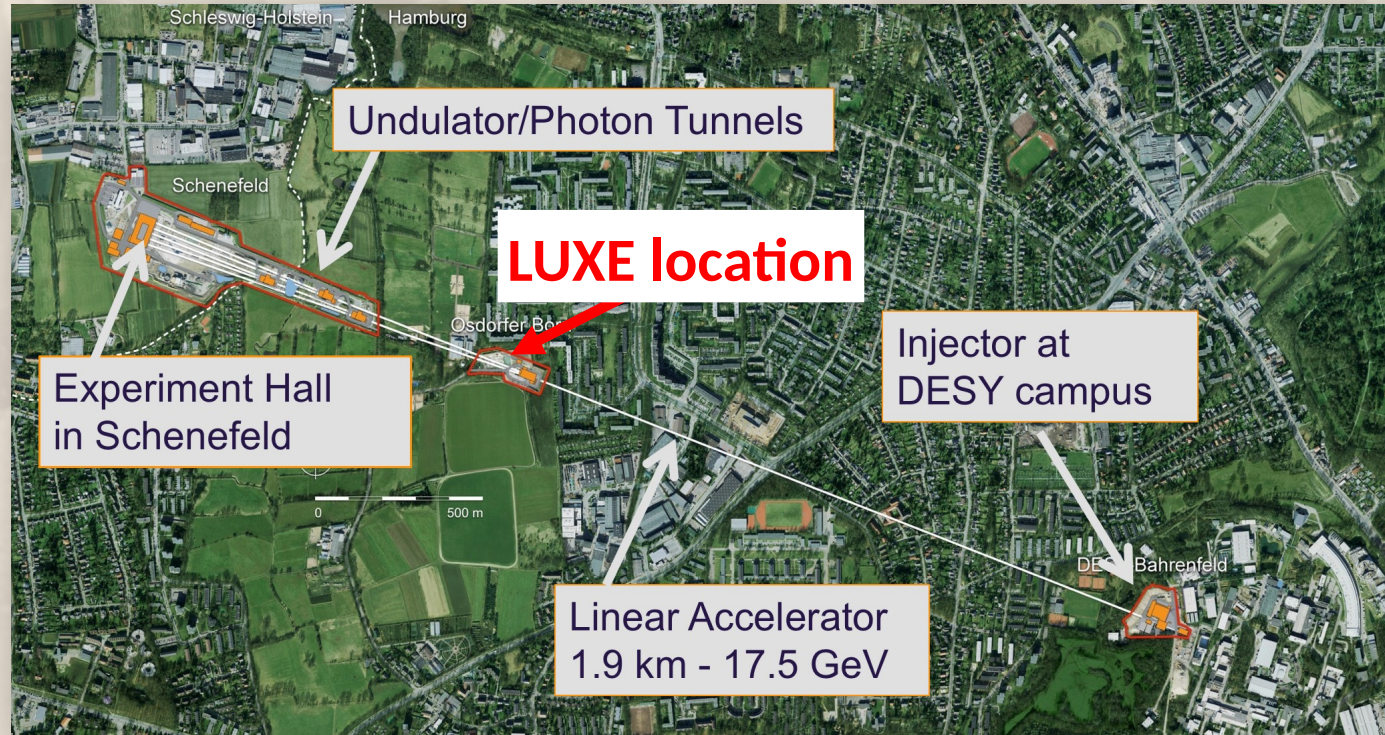 Schleswig-Holstein
Hamburg
Undulator/Photon Tunnels
Schenefeld
LUXE location
Osdorfer Born
Injector at
DESY campus
Experiment Hall
in Schenefeld
0
500 m
DESY-Bahrenfeld
Linear Accelerator
1.9 km - 17.5 GeV